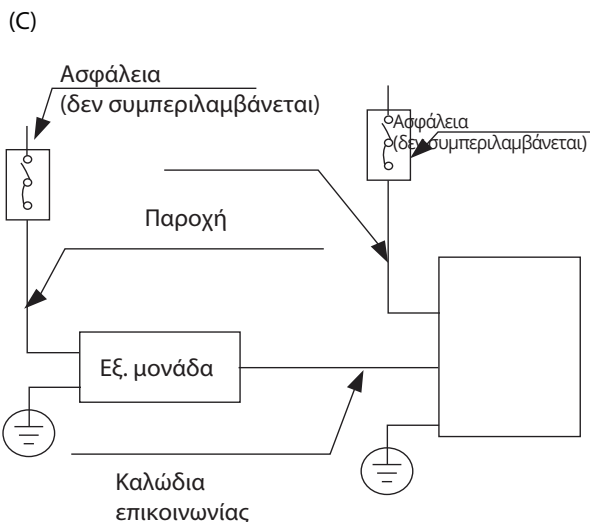 (C)
Ασφάλεια
(δεν συμπεριλαμβάνεται)
Ασφάλεια
(δεν συμπεριλαμβάνεται)
Παροχή
Εξ. μονάδα
Καλώδια
επικοινωνίας